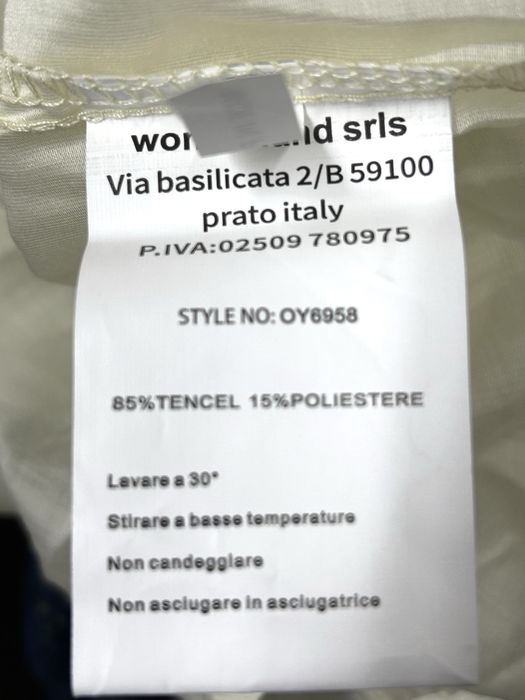 srls
Via basilicata 2/B 59100
prato italy
P.IVA:02509 780975
STYLE NO: OY6958
85%TENCEL 15%POLIESTERE
Lavare a 30°
Stirare a basse temperature
Non candeggiare
Non asciugare in asciugatrice